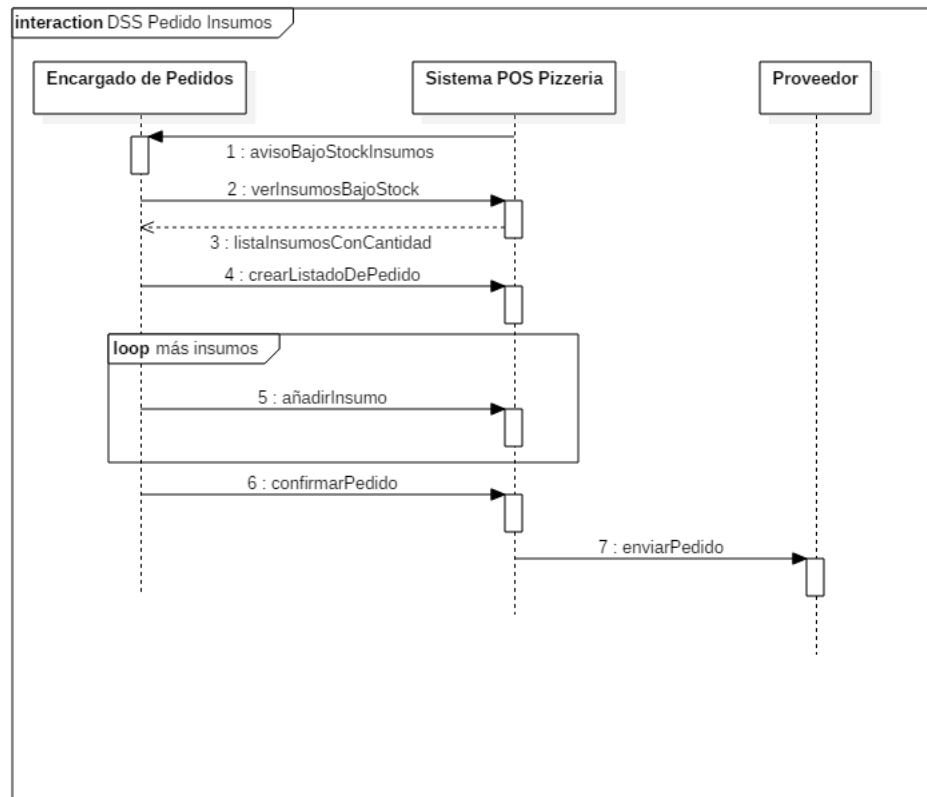 interaction DSS Pedido Insumos
Encargado de Pedidos
Sistema POS Pizzeria
Proveedor
1 : avisoBajoStockInsumos
2 : verInsumosBajoStock
3 : listaInsumosConCantidad
4 : crearListadoDePedido
loop más insumos
5 : añadirInsumo
6 : confirmarPedido
7 : enviarPedido